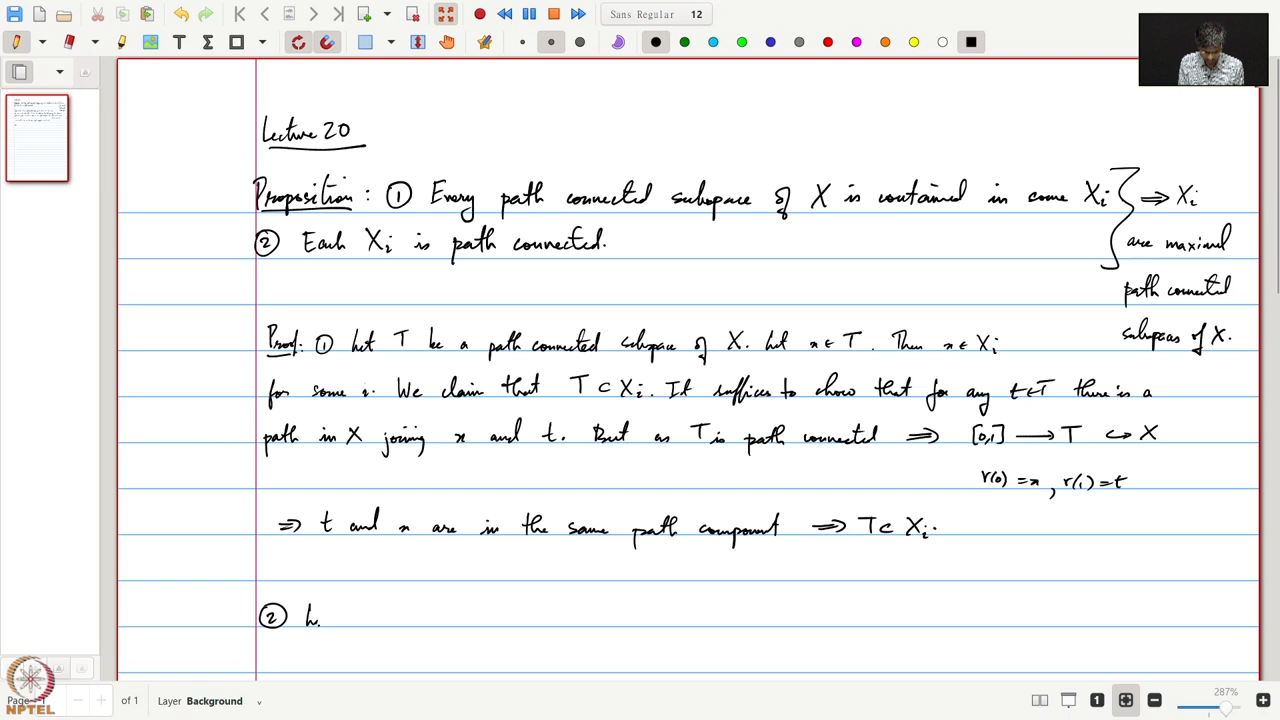 Sans Regular 12
Lecture 20
Proposition: ① Every path connected subspace of X is contained in some Xi } ⇒ Xi
② Each Xi is path connected.
are maximal
path connected
subspaces of X.
Proof: ① Let T be a path connected subspace of X. Let x ∈ T. Then x ∈ Xi
for some i. We claim that T ⊂ Xi. It suffices to show that for any t ∈ T there is a
path in X joining x and t. But as T is path connected ⇒ [0,1] → T ↪ X
γ(0) = x, γ(1) = t
⇒ t and x are in the same path component ⇒ T ⊂ Xi.
② L
Page 1 of 1 Layer Background
287%
NPTEL